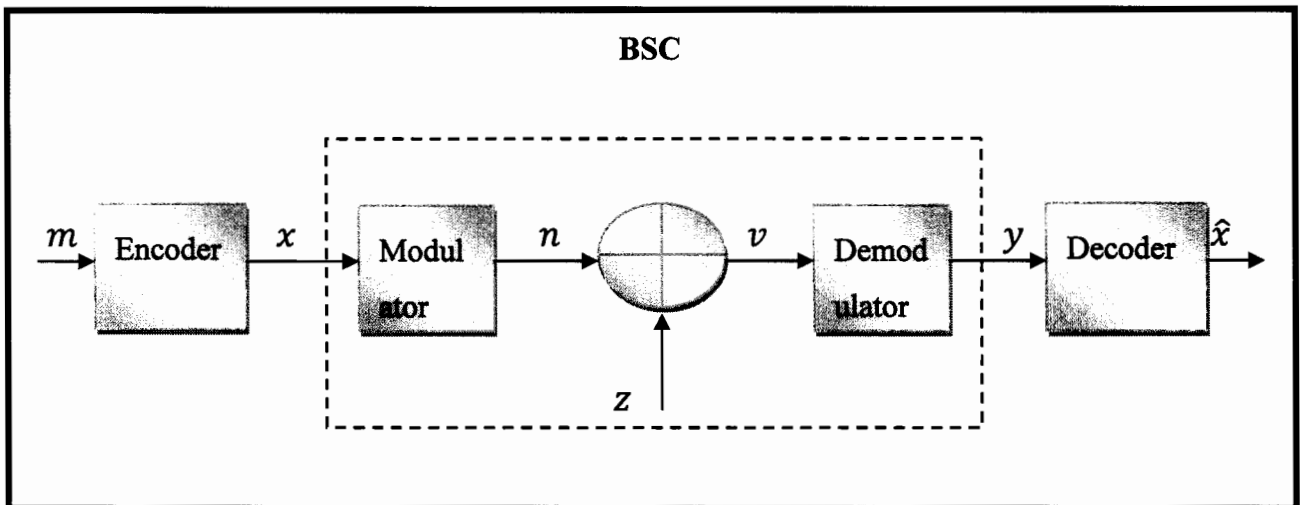 BSC
m
Encoder
x
Modul
ator
n
v
Demod
ulator
y
Decoder
x̂
z